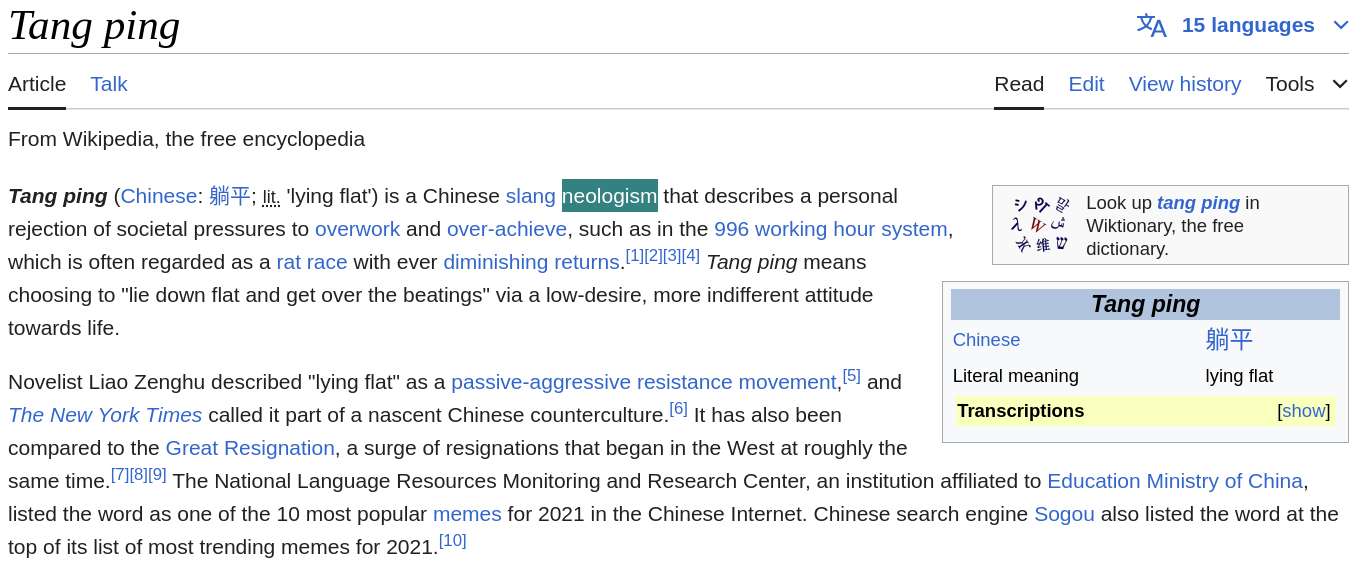 Tang ping
15 languages
Article Talk Read Edit View history Tools
From Wikipedia, the free encyclopedia
Tang ping (Chinese: 躺平; lit. 'lying flat') is a Chinese slang neologism that describes a personal
rejection of societal pressures to overwork and over-achieve, such as in the 996 working hour system,
which is often regarded as a rat race with ever diminishing returns.[1][2][3][4] Tang ping means
choosing to "lie down flat and get over the beatings" via a low-desire, more indifferent attitude
towards life.
Look up tang ping in
Wiktionary, the free
dictionary.
Tang ping
Chinese 躺平
Literal meaning lying flat
Transcriptions [show]
Novelist Liao Zenghu described "lying flat" as a passive-aggressive resistance movement,[5] and
The New York Times called it part of a nascent Chinese counterculture.[6] It has also been
compared to the Great Resignation, a surge of resignations that began in the West at roughly the
same time.[7][8][9] The National Language Resources Monitoring and Research Center, an institution affiliated to Education Ministry of China,
listed the word as one of the 10 most popular memes for 2021 in the Chinese Internet. Chinese search engine Sogou also listed the word at the
top of its list of most trending memes for 2021.[10]